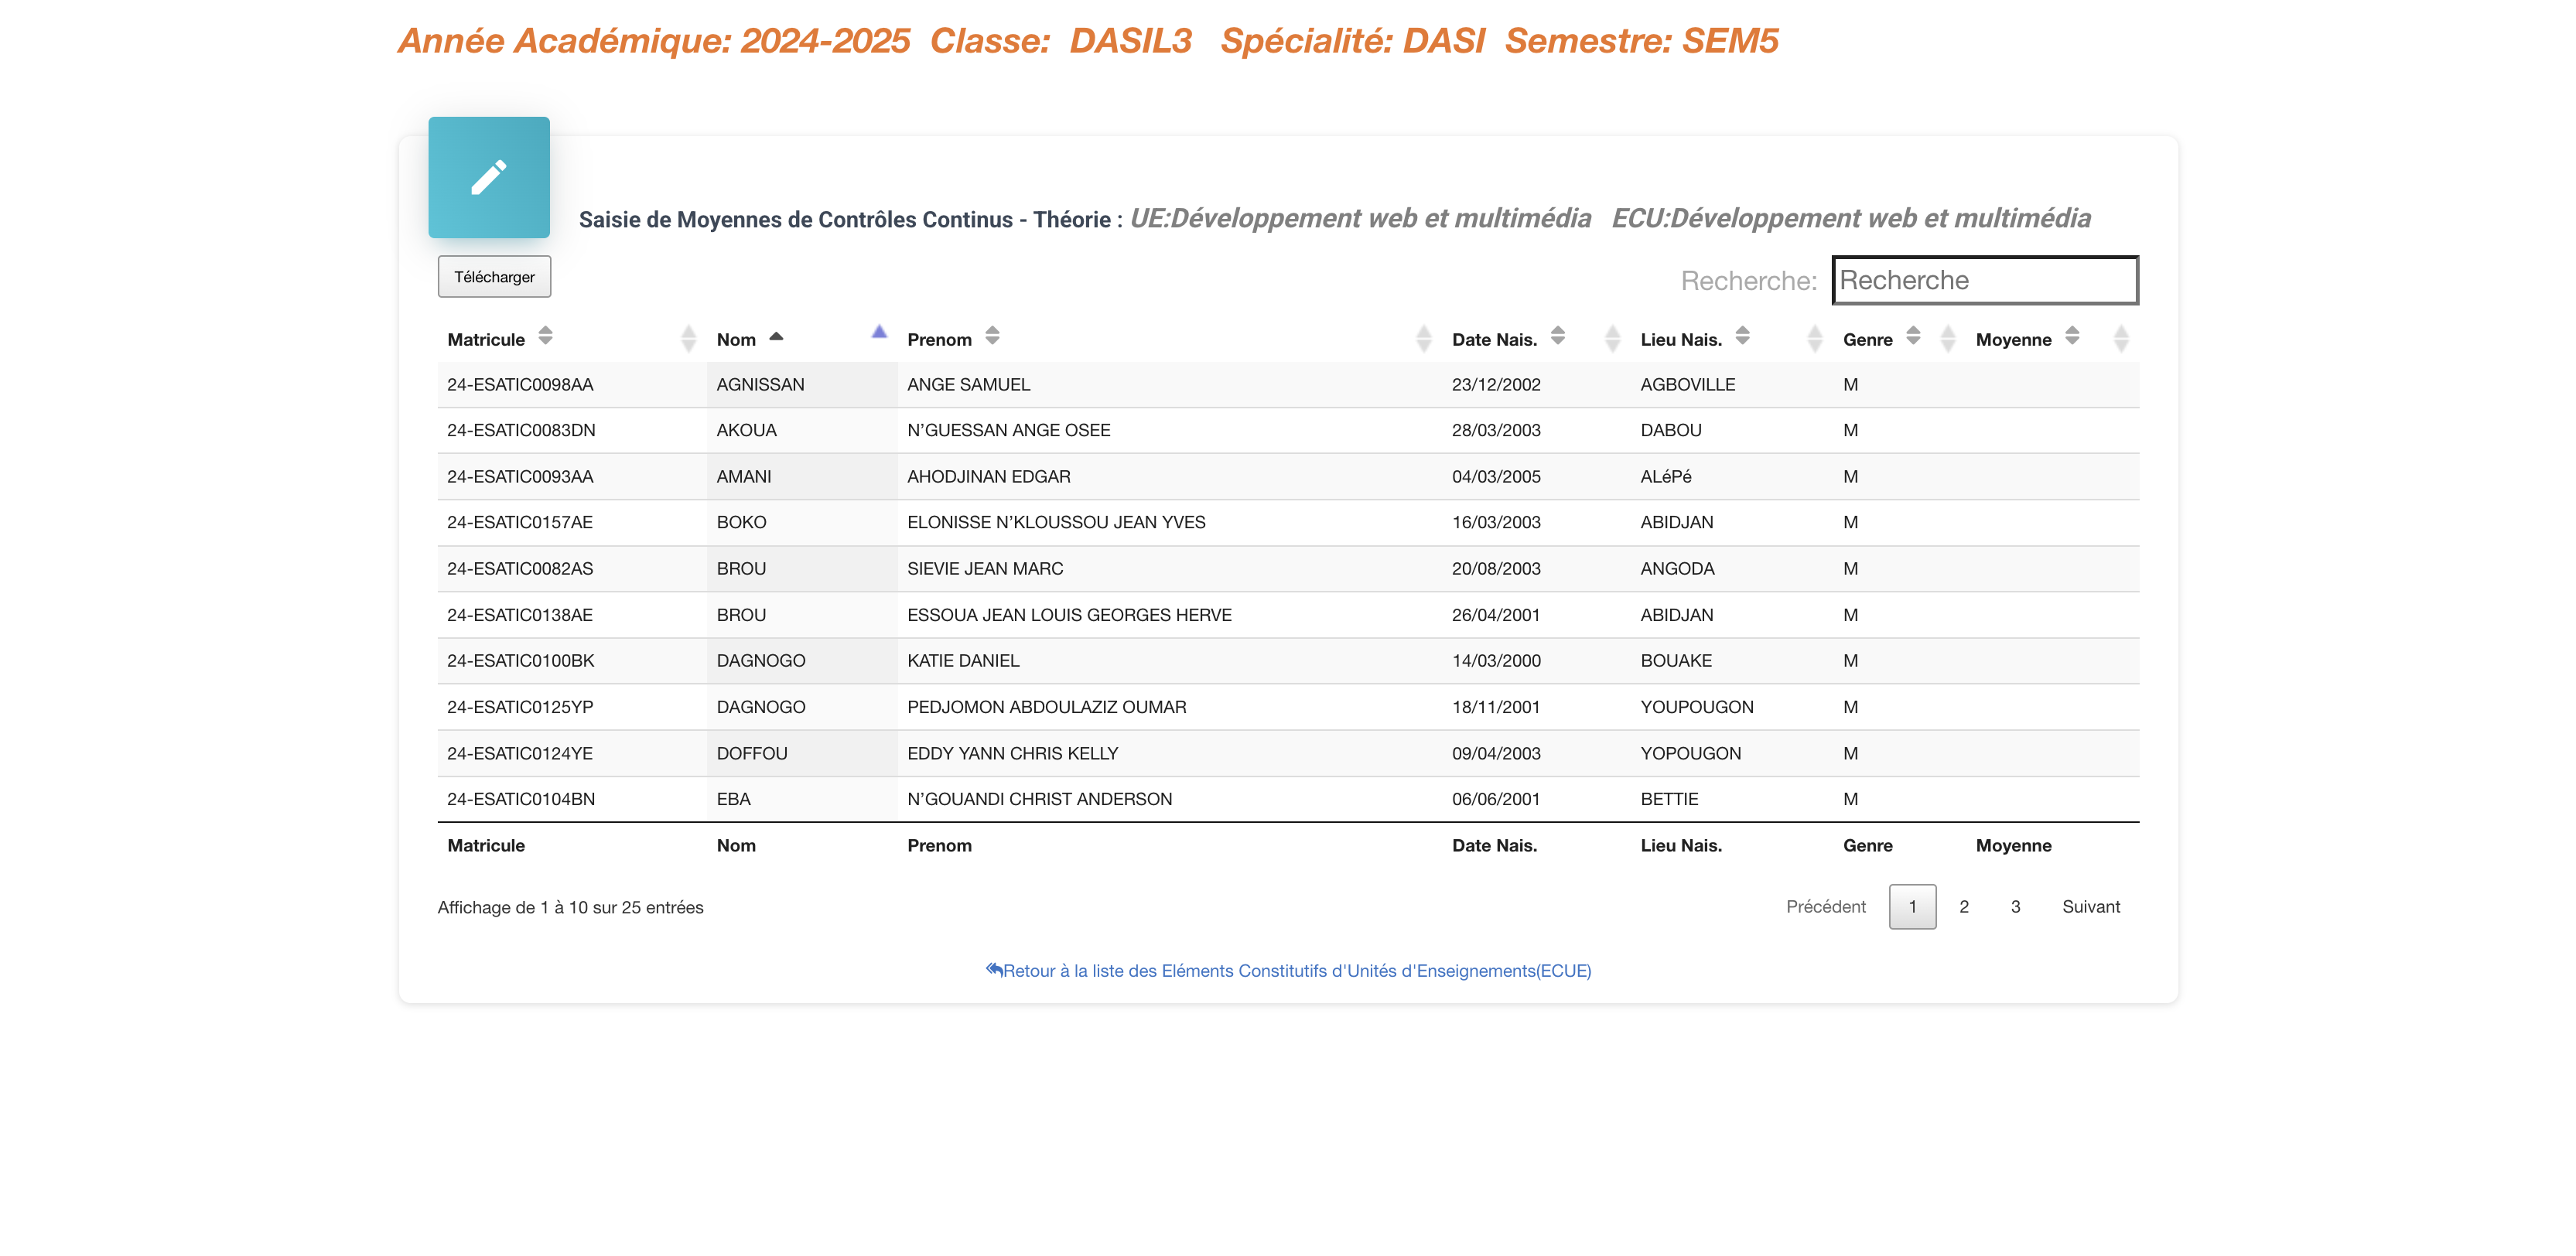 Année Académique: 2024-2025 Classe: DASIL3 Spécialité: DASI Semestre: SEM5
Saisie de Moyennes de Contrôles Continus - Théorie : UE:Développement web et multimédia ECU:Développement web et multimédia
Télécharger Recherche: Recherche
Matricule Nom Prenom Date Nais. Lieu Nais. Genre Moyenne
24-ESATIC0098AA AGNISSAN ANGE SAMUEL 23/12/2002 AGBOVILLE M
24-ESATIC0083DN AKOUA N'GUESSAN ANGE OSEE 28/03/2003 DABOU M
24-ESATIC0093AA AMANI AHODJINAN EDGAR 04/03/2005 ALéPé M
24-ESATIC0157AE BOKO ELONISSE N'KLOUSSOU JEAN YVES 16/03/2003 ABIDJAN M
24-ESATIC0082AS BROU SIEVIE JEAN MARC 20/08/2003 ANGODA M
24-ESATIC0138AE BROU ESSOUA JEAN LOUIS GEORGES HERVE 26/04/2001 ABIDJAN M
24-ESATIC0100BK DAGNOGO KATIE DANIEL 14/03/2000 BOUAKE M
24-ESATIC0125YP DAGNOGO PEDJOMON ABDOULAZIZ OUMAR 18/11/2001 YOUPOUGON M
24-ESATIC0124YE DOFFOU EDDY YANN CHRIS KELLY 09/04/2003 YOPOUGON M
24-ESATIC0104BN EBA N'GOUANDI CHRIST ANDERSON 06/06/2001 BETTIE M
Matricule Nom Prenom Date Nais. Lieu Nais. Genre Moyenne
Affichage de 1 à 10 sur 25 entrées Précédent 1 2 3 Suivant
Retour à la liste des Eléments Constitutifs d'Unités d'Enseignements(ECUE)